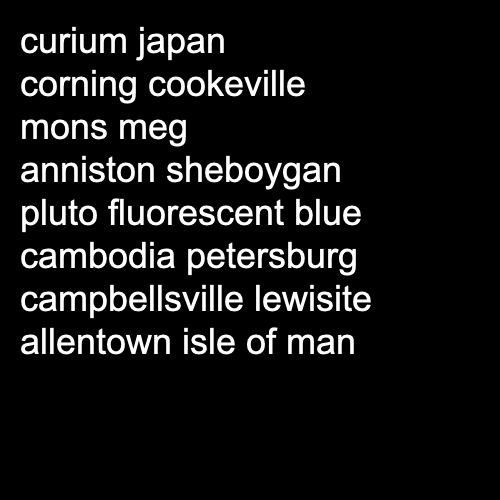 curium japan
corning cookeville
mons meg
anniston sheboygan
pluto fluorescent blue
cambodia petersburg
campbellsville lewisite
allentown isle of man